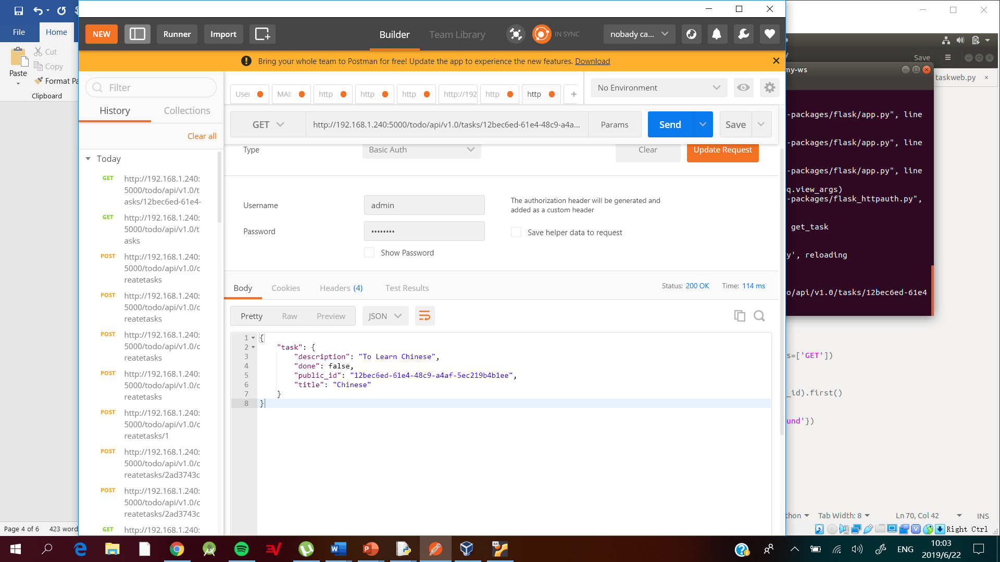 File
Home
Cut
Copy
Paste
Format Pa
Clipboard
NEW
Runner
Import
Builder
Team Library
IN SYNC
nobady ca...
Bring your whole team to Postman for free! Update the app to experience the new features. Download
Filter
History
Collections
Clear all
Today
GET
http://192.168.1.240:
5000/todo/api/v1.0/t
asks/12bec6ed-61e4-
GET
http://192.168.1.240:
5000/todo/api/v1.0/t
asks
POST
http://192.168.1.240:
5000/todo/api/v1.0/c
reatetasks
POST
http://192.168.1.240:
5000/todo/api/v1.0/c
reatetasks
POST
http://192.168.1.240:
5000/todo/api/v1.0/c
reatetasks
POST
http://192.168.1.240:
5000/todo/api/v1.0/c
reatetasks
POST
http://192.168.1.240:
5000/todo/api/v1.0/c
reatetasks/1
POST
http://192.168.1.240:
5000/todo/api/v1.0/c
reatetasks/2ad3743c
POST
http://192.168.1.240:
5000/todo/api/v1.0/c
reatetasks/2ad3743c
GET
http://192.168.1.240:
User
MAI
http
http
http
http://192
http
http
No Environment
GET
http://192.168.1.240:5000/todo/api/v1.0/tasks/12bec6ed-61e4-48c9-a4a...
Params
Send
Save
Type
Basic Auth
Clear
Update Request
Username
admin
The authorization header will be generated and
added as a custom header
Password
••••••••
Save helper data to request
Show Password
Body
Cookies
Headers (4)
Test Results
Status: 200 OK
Time: 114 ms
Pretty
Raw
Preview
JSON
1 {
2 "task": {
3 "description": "To Learn Chinese",
4 "done": false,
5 "public_id": "12bec6ed-61e4-48c9-a4af-5ec219b4b1ee",
6 "title": "Chinese"
7 }
8 }
Save
my-ws
taskweb.py
-packages/flask/app.py", line
-packages/flask/app.py", line
-packages/flask/app.py", line
q.view_args)
-packages/flask_httpauth.py",
get_task
y', reloading
o/api/v1.0/tasks/12bec6ed-61e4
s=['GET'])
_id).first()
und'})
thon
Tab Width: 8
Ln 70, Col 42
INS
Right Ctrl
Page 4 of 6
423 word
64
ENG
10:03
2019/6/22